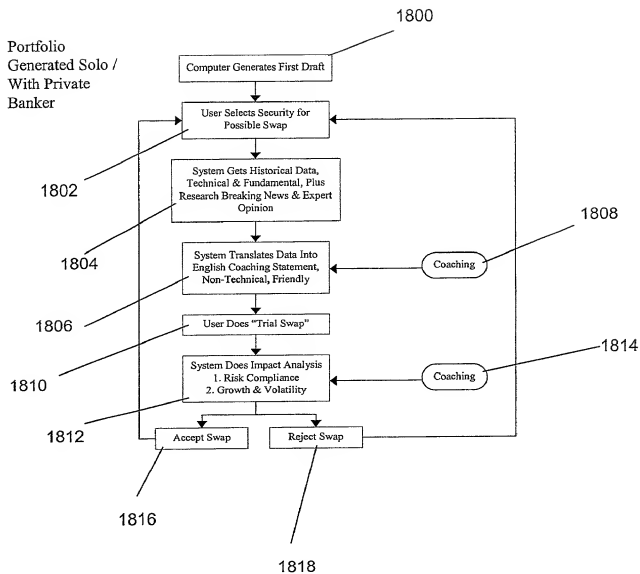 1800
Portfolio
Generated Solo /
With Private
Banker
Computer Generates First Draft
User Selects Security for
Possible Swap
1802
System Gets Historical Data,
Technical & Fundamental, Plus
Research Breaking News & Expert
Opinion
1804
System Translates Data Into
English Coaching Statement,
Non-Technical, Friendly
Coaching
1808
1806
User Does "Trial Swap"
1810
System Does Impact Analysis
1. Risk Compliance
2. Growth & Volatility
Coaching
1814
1812
Accept Swap
Reject Swap
1816
1818